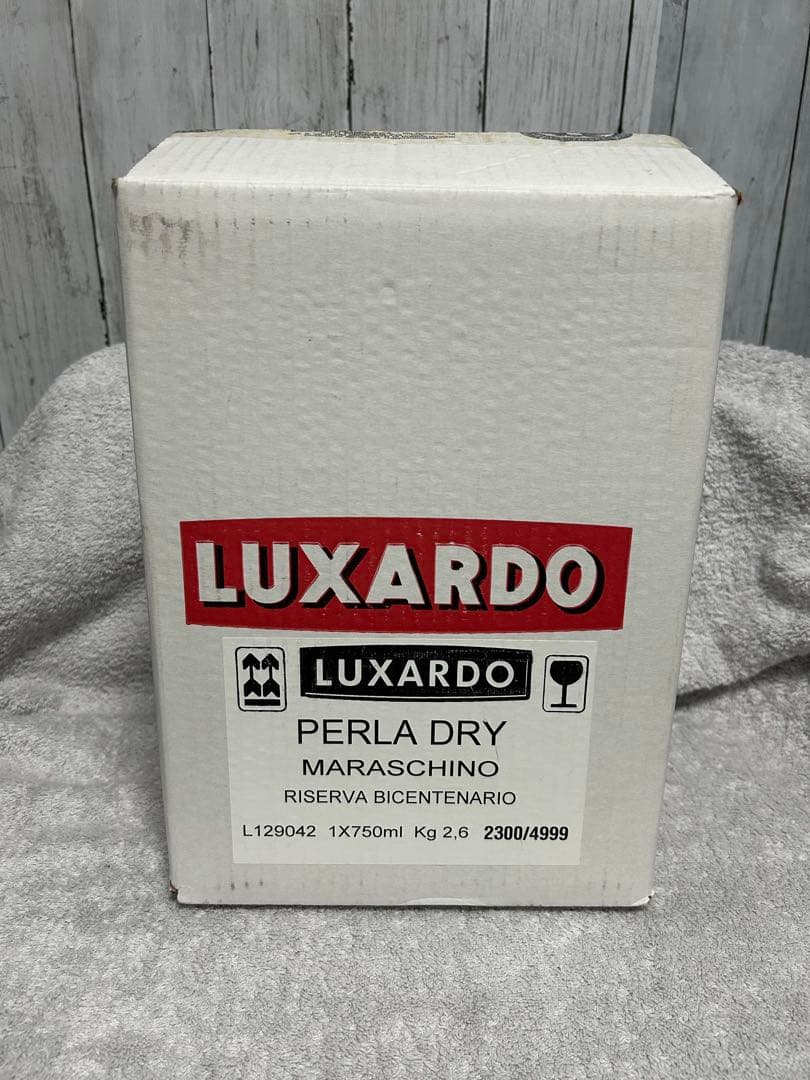 LUXARDO
LUXARDO
PERLA DRY
MARASCHINO
RISERVA BICENTENARIO
L129042 1X750ml Kg 2,6 2300/4999